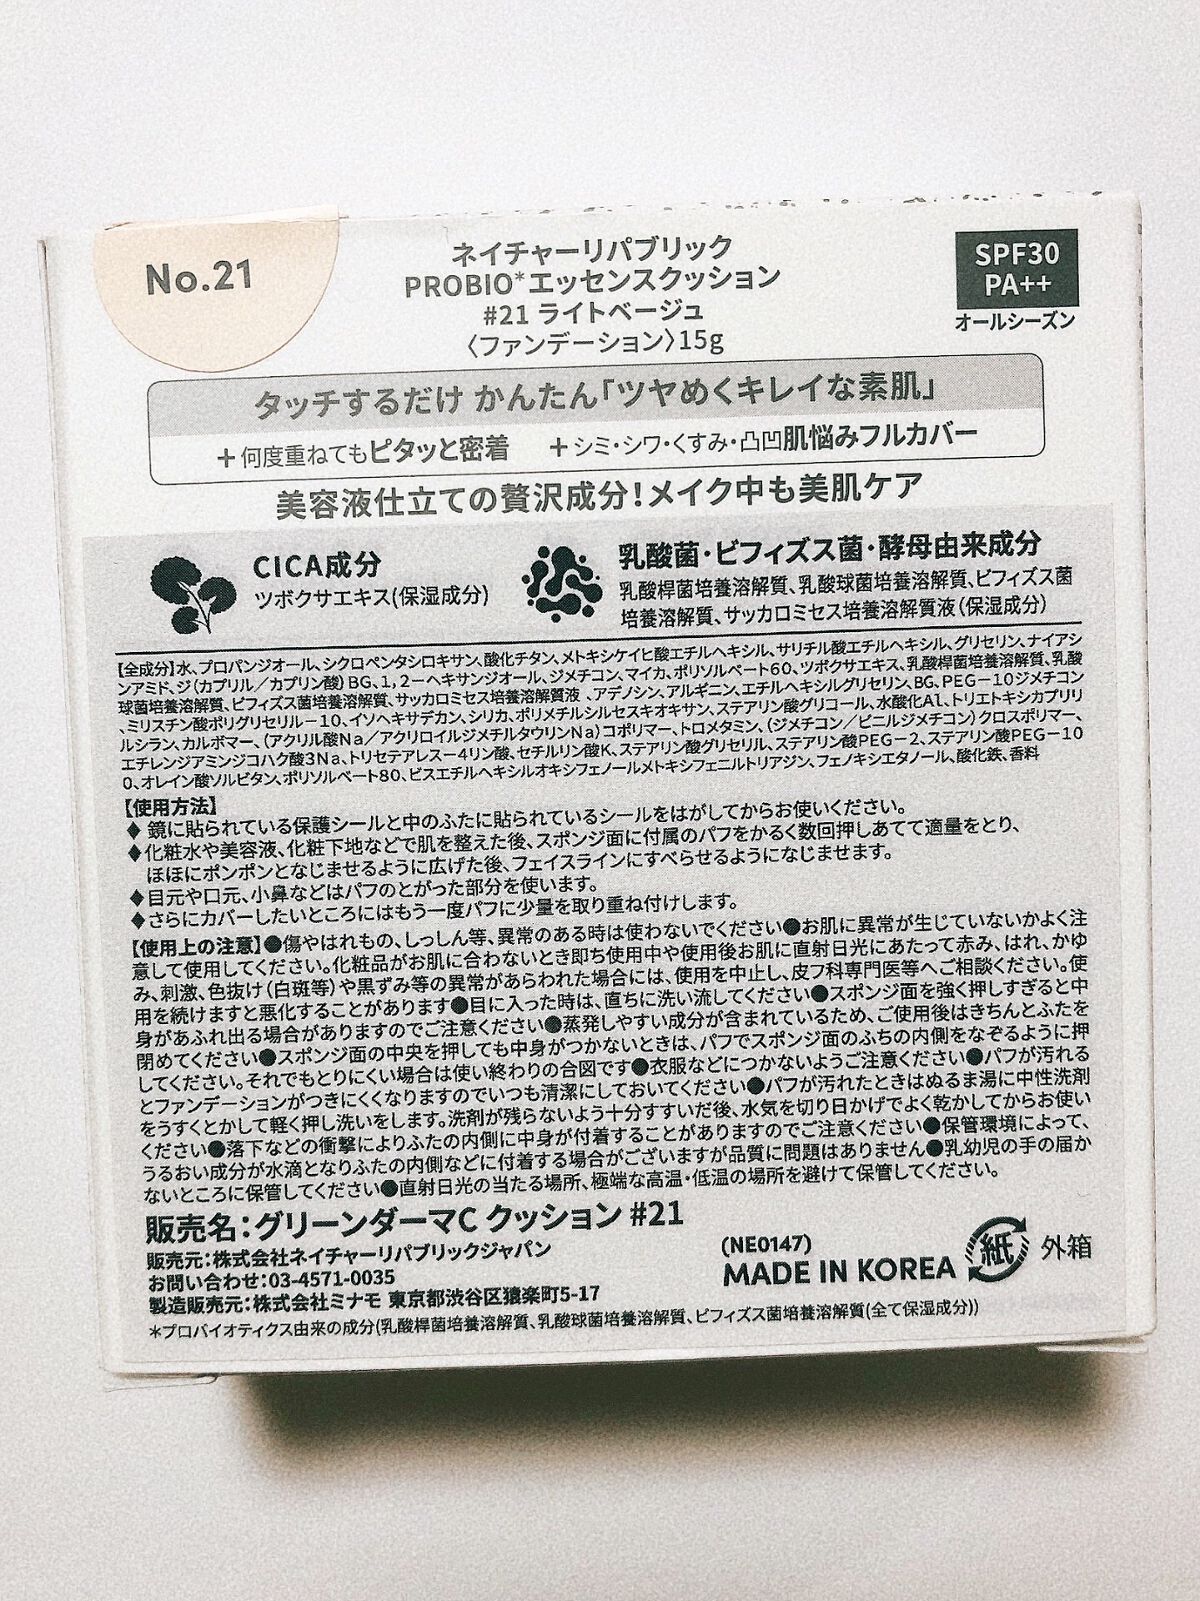 No.21
ネイチャーリパブリック
PROBIO*エッセンスクッション
#21 ライトベージュ
〈ファンデーション〉15g
SPF30
PA++
オールシーズン
タッチするだけ かんたん「ツヤめくキレイな素肌」
+何度重ねてもピタッと密着 +シミ・シワ・くすみ・凸凹肌悩みフルカバー
美容液仕立ての贅沢成分!メイク中も美肌ケア
CICA成分
ツボクサエキス(保湿成分)
乳酸菌・ビフィズス菌・酵母由来成分
乳酸桿菌培養溶解質、乳酸球菌培養溶解質、ビフィズス菌
培養溶解質、サッカロミセス培養溶解質液(保湿成分)
【全成分】水、プロパンジオール、シクロペンタシロキサン、酸化チタン、メトキシケイヒ酸エチルヘキシル、サリチル酸エチルヘキシル、グリセリン、ナイアシ
ンアミド、ジ(カプリル/カプリン酸)BG、1,2-ヘキサンジオール、ジメチコン、マイカ、ポリソルベート60、ツボクサエキス、乳酸桿菌培養溶解質、乳酸
球菌培養溶解質、ビフィズス菌培養溶解質、サッカロミセス培養溶解質液、アデノシン、アルギニン、エチルヘキシルグリセリン、BG、PEG-10ジメチコン
、ミリスチン酸ポリグリセリル-10、イソヘキサデカン、シリカ、ポリメチルシルセスキオキサン、ステアリン酸グリコール、水酸化Al、トリエトキシカプリリ
ルシラン、カルボマー、(アクリル酸Na/アクリロイルジメチルタウリンNa)コポリマー、トロメタミン、(ジメチコン/ビニルジメチコン)クロスポリマー、
エチレンジアミンジコハク酸3Na、トリセテアレス-4リン酸、セチルリン酸K、ステアリン酸グリセリル、ステアリン酸PEG-2、ステアリン酸PEG-10
0、オレイン酸ソルビタン、ポリソルベート80、ビスエチルヘキシルオキシフェノールメトキシフェニルトリアジン、フェノキシエタノール、酸化鉄、香料
【使用方法】
♦ 鏡に貼られている保護シールと中のふたに貼られているシールをはがしてからお使いください。
♦化粧水や美容液、化粧下地などで肌を整えた後、スポンジ面に付属のパフをかるく数回押しあてて適量をとり、
ほほにポンポンとなじませるように広げた後、フェイスラインにすべらせるようになじませます。
♦目元や口元、小鼻などはパフのとがった部分を使います。
♦さらにカバーしたいところにはもう一度パフに少量を取り重ね付けします。
【使用上の注意】●傷やはれもの、しっしん等、異常のある時は使わないでください●お肌に異常が生じていないかよく注
意して使用してください。化粧品がお肌に合わないとき即ち使用中や使用後お肌に直射日光にあたって赤み、はれ、かゆ
み、刺激、色抜け(白斑等)や黒ずみ等の異常があらわれた場合には、使用を中止し、皮フ科専門医等へご相談ください。使
用を続けますと悪化することがあります●目に入った時は、直ちに洗い流してください●スポンジ面を強く押しすぎると中
身があふれ出る場合がありますのでご注意ください●蒸発しやすい成分が含まれているため、ご使用後はきちんとふたを
閉めてください●スポンジ面の中央を押しても中身がつかないときは、パフでスポンジ面のふちの内側をなぞるように押
してください。それでもとりにくい場合は使い終わりの合図です●衣服などにつかないようご注意ください●パフが汚れる
とファンデーションがつきにくくなりますのでいつも清潔にしておいてください●パフが汚れたときはぬるま湯に中性洗剤
をうすくとかして軽く押し洗いをします。洗剤が残らないよう十分すすいだ後、水気を切り日かげでよく乾かしてからお使い
ください●落下などの衝撃によりふたの内側に中身が付着することがありますのでご注意ください●保管環境によって、
うるおい成分が水滴となりふたの内側などに付着する場合がございますが品質に問題はありません●乳幼児の手の届か
ないところに保管してください●直射日光の当たる場所、極端な高温・低温の場所を避けて保管してください。
販売名:グリーンダーマC クッション #21
販売元:株式会社ネイチャーリパブリックジャパン
お問い合わせ:03-4571-0035
製造販売元:株式会社ミナモ 東京都渋谷区猿楽町5-17
(NE0147)
MADE IN KOREA
紙 外箱
*プロバイオティクス由来の成分(乳酸桿菌培養溶解質、乳酸球菌培養溶解質、ビフィズス菌培養溶解質(全て保湿成分))